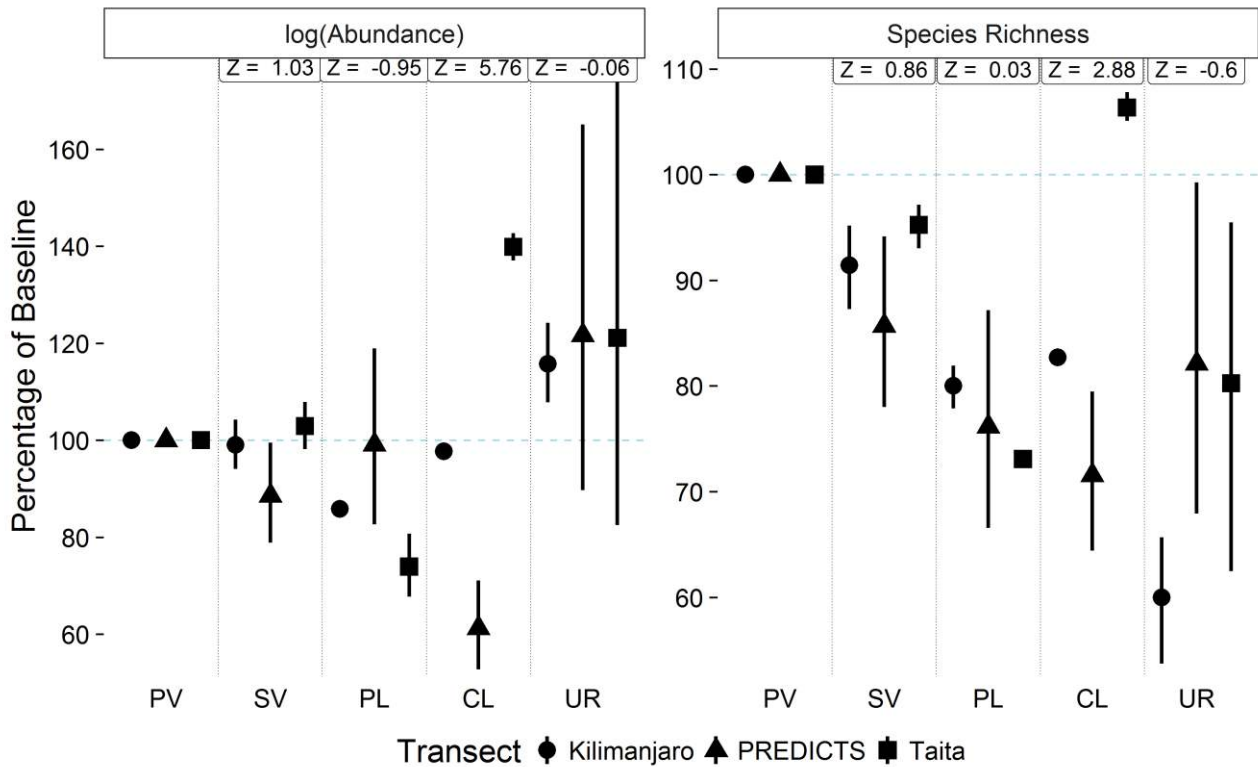 log(Abundance)
Z = 1.03 Z = -0.95 Z = 5.76 Z = -0.06
Percentage of Baseline
160
140
120
100
80
60
PV SV PL CL UR
Species Richness
Z = 0.86 Z = 0.03 Z = 2.88 Z = -0.6
110
100
90
80
70
60
PV SV PL CL UR
Transect Kilimanjaro PREDICTS Taita